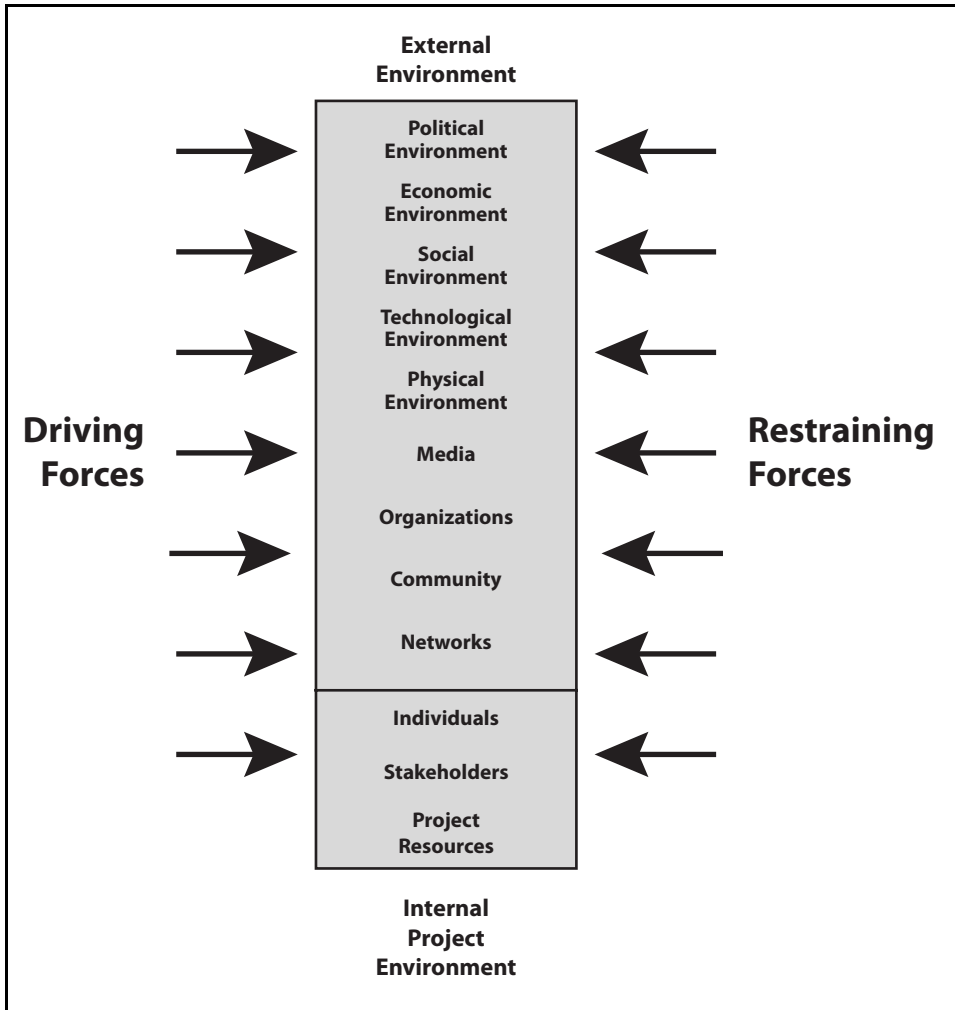 External
Environment
Political
Environment
Economic
Environment
Social
Environment
Technological
Environment
Physical
Environment
Driving
Forces
Media
Restraining
Forces
Organizations
Community
Networks
Individuals
Stakeholders
Project
Resources
Internal
Project
Environment